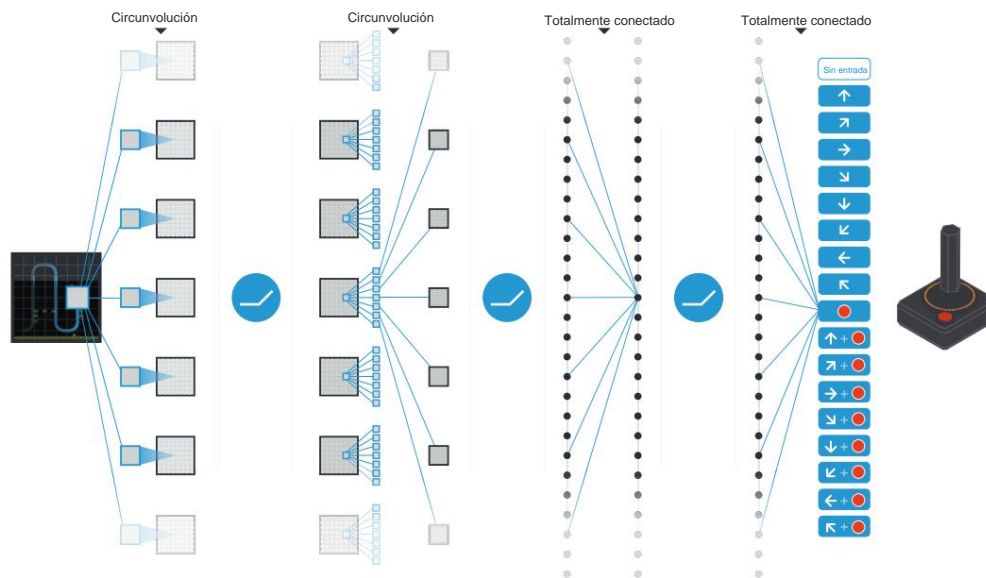 Circunvolución
Circunvolución
Totalmente conectado
Totalmente conectado
Sin entrada